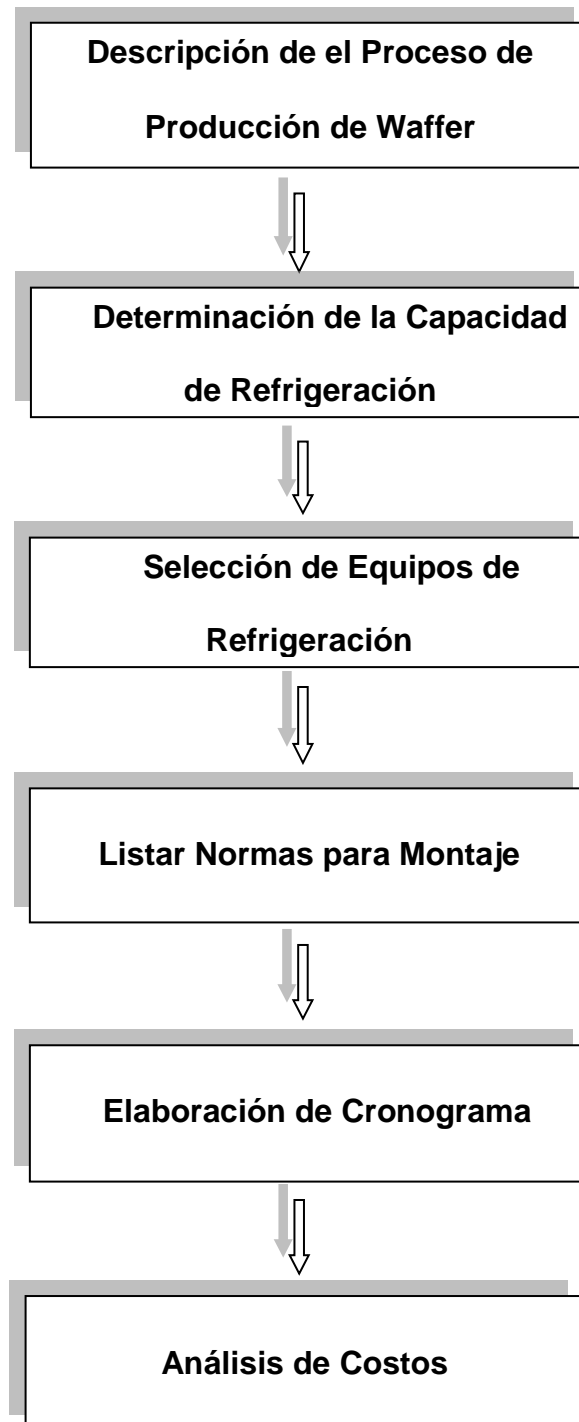 Descripción de el Proceso de
Producción de Waffer
Determinación de la Capacidad
de Refrigeración
Selección de Equipos de
Refrigeración
Listar Normas para Montaje
Elaboración de Cronograma
Análisis de Costos